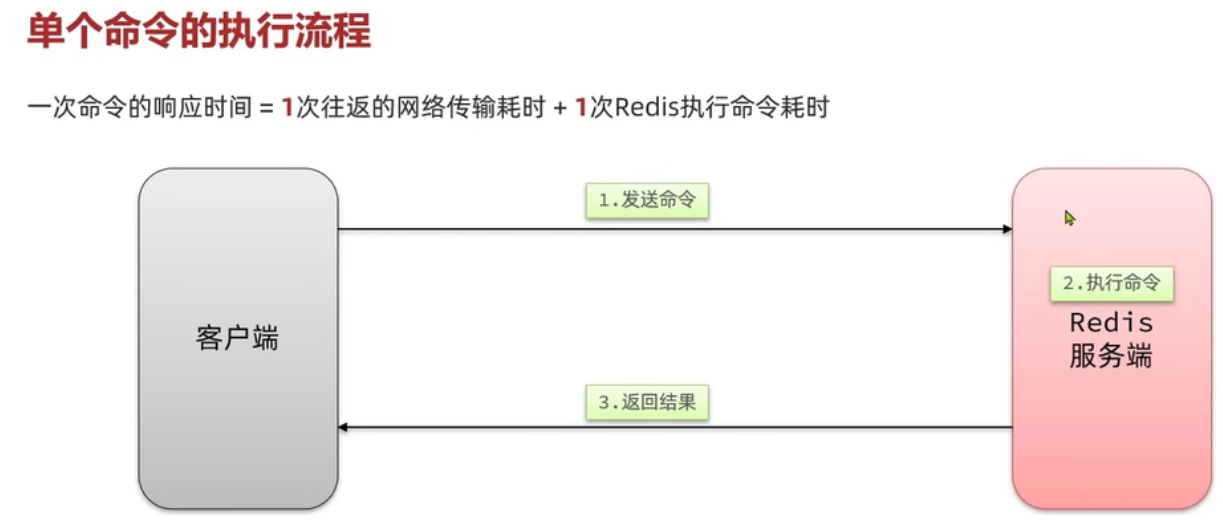 单个命令的执行流程
一次命令的响应时间 = 1次往返的网络传输耗时 + 1次Redis执行命令耗时
1.发送命令
2.执行命令
客户端
Redis
服务端
3.返回结果